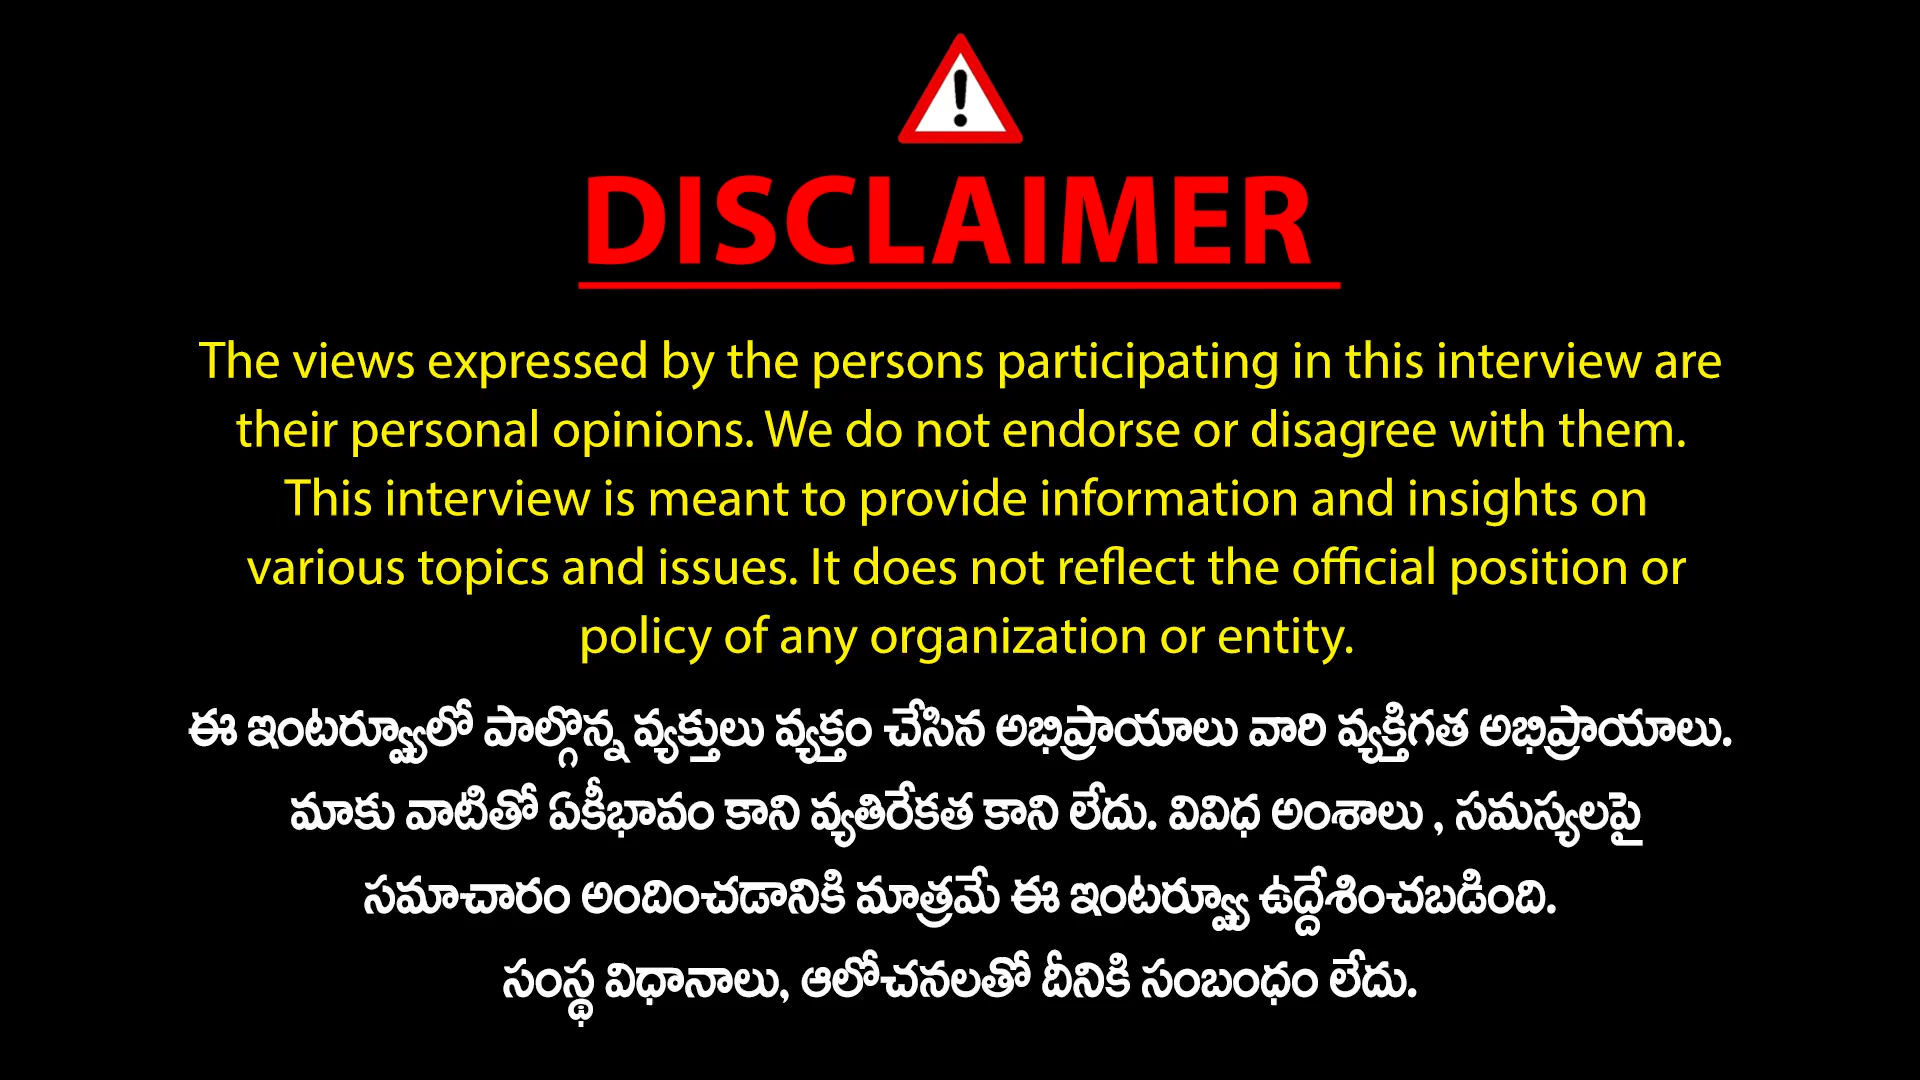 DISCLAIMER
The views expressed by the persons participating in this interview are
their personal opinions. We do not endorse or disagree with them.
This interview is meant to provide information and insights on
various topics and issues. It does not reflect the official position or
policy of any organization or entity.
ఈ ఇంటర్వ్యూలో పాల్గొన్న వ్యక్తులు వ్యక్తం చేసిన అభిప్రాయాలు వారి వ్యక్తిగత అభిప్రాయాలు.
మాకు వాటితో ఏకీభావం కాని వ్యతిరేకత కాని లేదు. వివిధ అంశాలు , సమస్యలపై
సమాచారం అందించడానికి మాత్రమే ఈ ఇంటర్వ్యూ ఉద్దేశించబడింది.
సంస్థ విధానాలు, ఆలోచనలతో దీనికి సంబంధం లేదు.